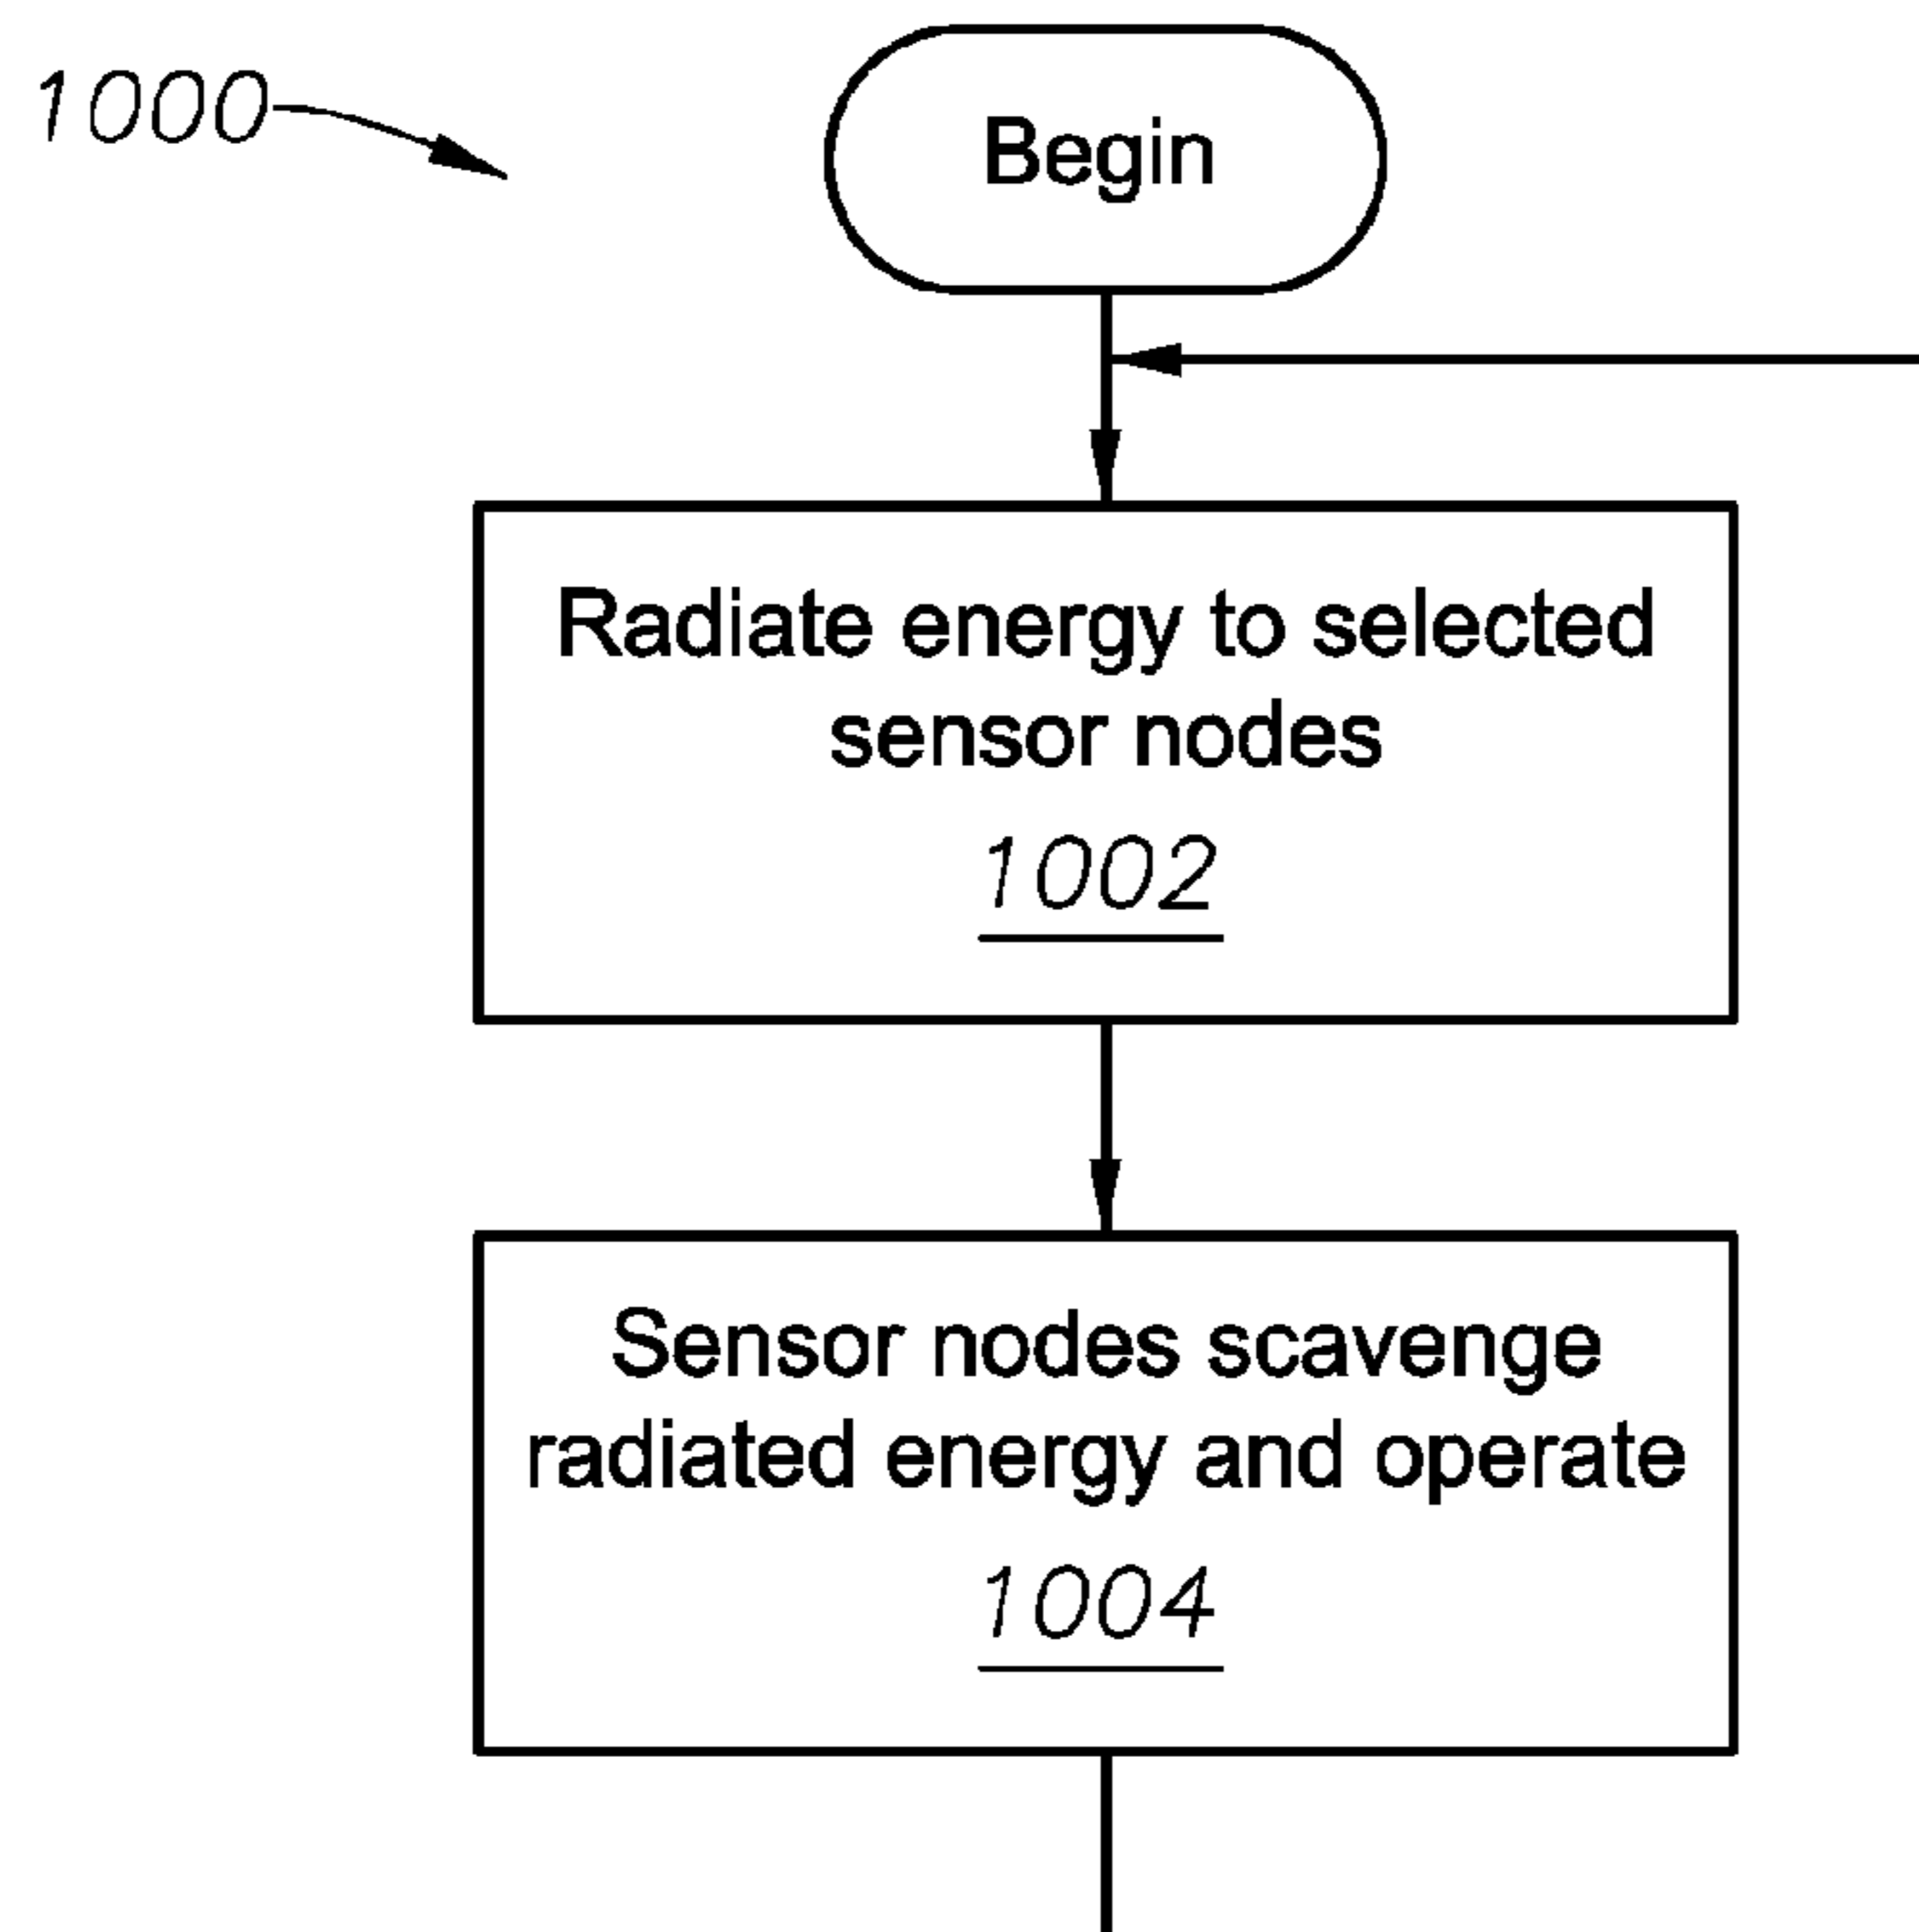 1000
Begin
Radiate energy to selected
sensor nodes
1002
Sensor nodes scavenge
radiated energy and operate
1004